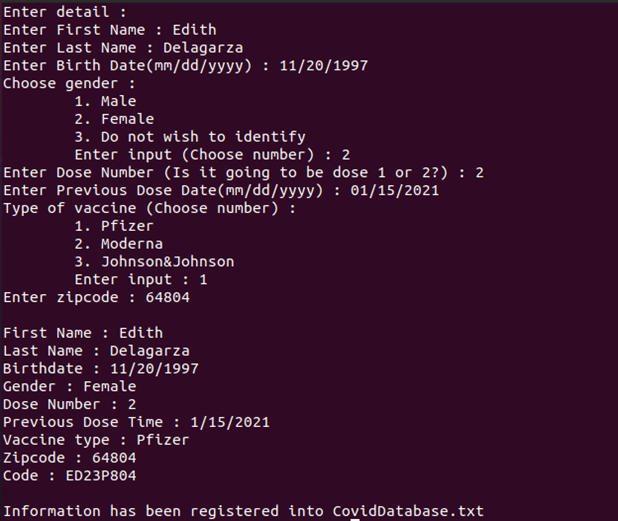 Enter detail :
Enter First Name : Edith
Enter Last Name : Delagarza
Enter Birth Date(mm/dd/yyyy) : 11/20/1997
Choose gender :
1. Male
2. Female
3. Do not wish to identify
Enter input (Choose number) : 2
Enter Dose Number (Is it going to be dose 1 or 2?) : 2
Enter Previous Dose Date(mm/dd/yyyy) : 01/15/2021
Type of vaccine (Choose number) :
1. Pfizer
2. Moderna
3. Johnson&Johnson
Enter input : 1
Enter zipcode : 64804
First Name : Edith
Last Name : Delagarza
Birthdate : 11/20/1997
Gender : Female
Dose Number : 2
Previous Dose Time : 1/15/2021
Vaccine type : Pfizer
Zipcode : 64804
Code : ED23P804
Information has been registered into CovidDatabase.txt